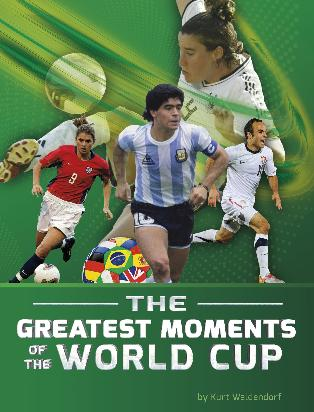 THE
GREATEST MOMENTS
OF THE WORLD CUP
by Kurt Waldendorf